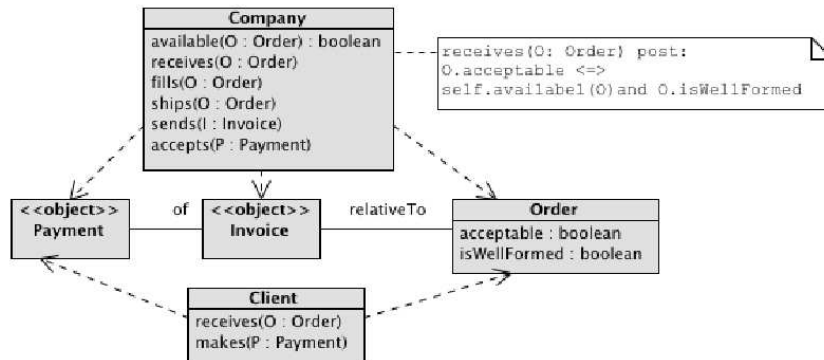 Company
available(O : Order) : boolean
receives(O : Order)
fills(O : Order)
ships(O : Order)
sends(I : Invoice)
accepts(P : Payment)
receives(O: Order) post:
O.acceptable <=>
self.availabel(O)and O.isWellFormed
<<object>>
Payment
of
<<object>>
Invoice
relativeTo
Order
acceptable : boolean
isWellFormed : boolean
Client
receives(O : Order)
makes(P : Payment)